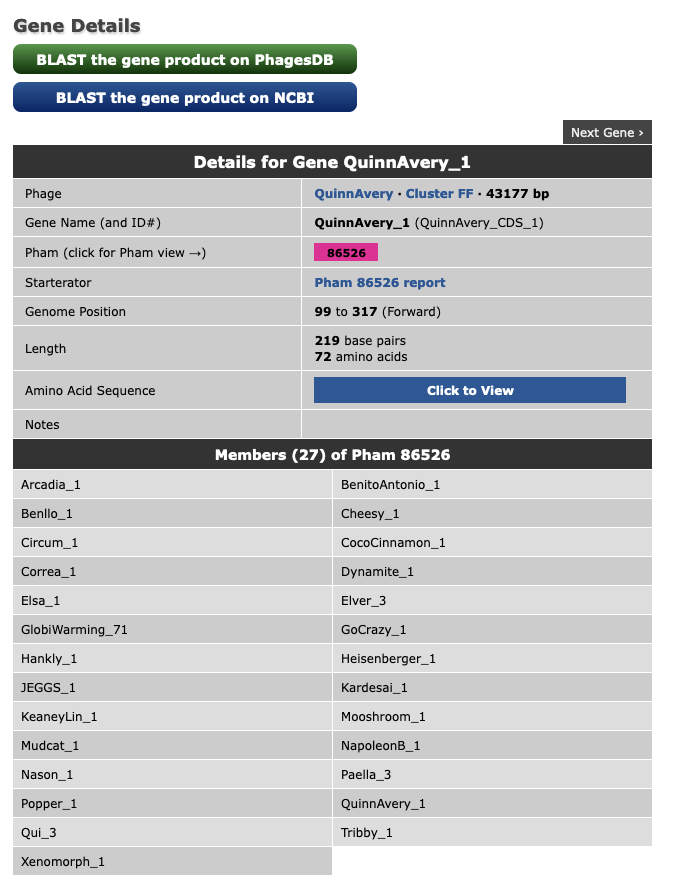 Gene Details
BLAST the gene product on PhagesDB
BLAST the gene product on NCBI
Next Gene ›
Details for Gene QuinnAvery_1
Phage QuinnAvery · Cluster FF · 43177 bp
Gene Name (and ID#) QuinnAvery_1 (QuinnAvery_CDS_1)
Pham (click for Pham view →) 86526
Starterator Pham 86526 report
Genome Position 99 to 317 (Forward)
Length 219 base pairs
72 amino acids
Amino Acid Sequence Click to View
Notes
Members (27) of Pham 86526
Arcadia_1 BenitoAntonio_1
Benllo_1 Cheesy_1
Circum_1 CocoCinnamon_1
Correa_1 Dynamite_1
Elsa_1 Elver_3
GlobiWarming_71 GoCrazy_1
Hankly_1 Heisenberger_1
JEGGS_1 Kardesai_1
KeaneyLin_1 Mooshroom_1
Mudcat_1 NapoleonB_1
Nason_1 Paella_3
Popper_1 QuinnAvery_1
Qui_3 Tribby_1
Xenomorph_1